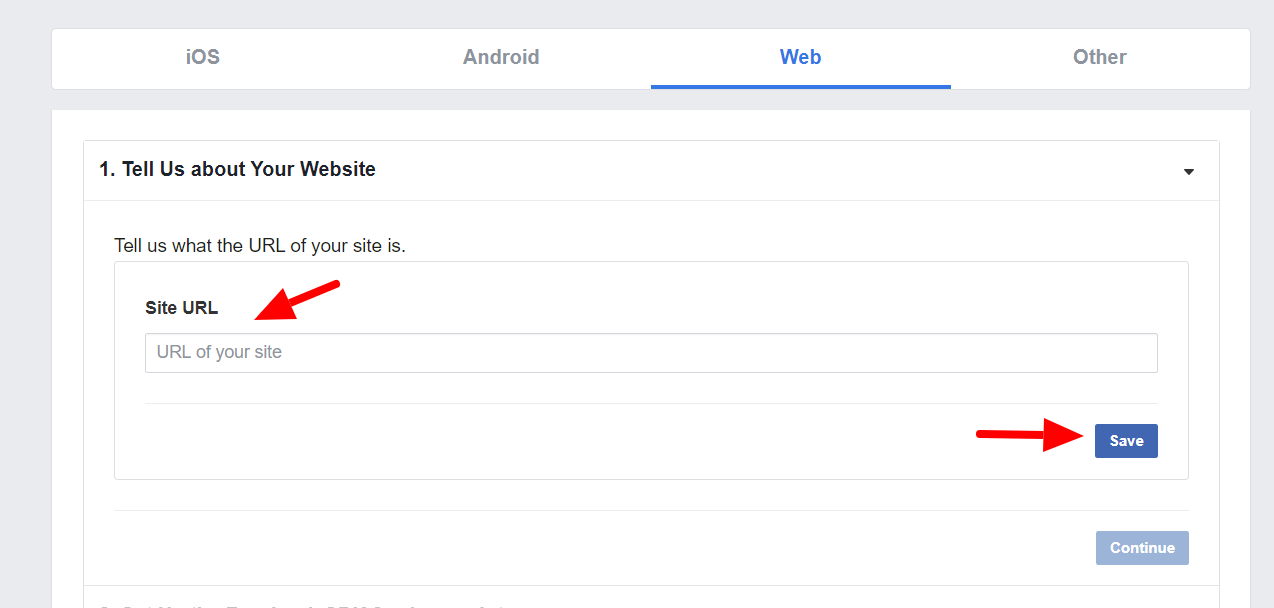 iOS
Android
Web
Other
1. Tell Us about Your Website
Tell us what the URL of your site is.
Site URL
URL of your site
Save
Continue